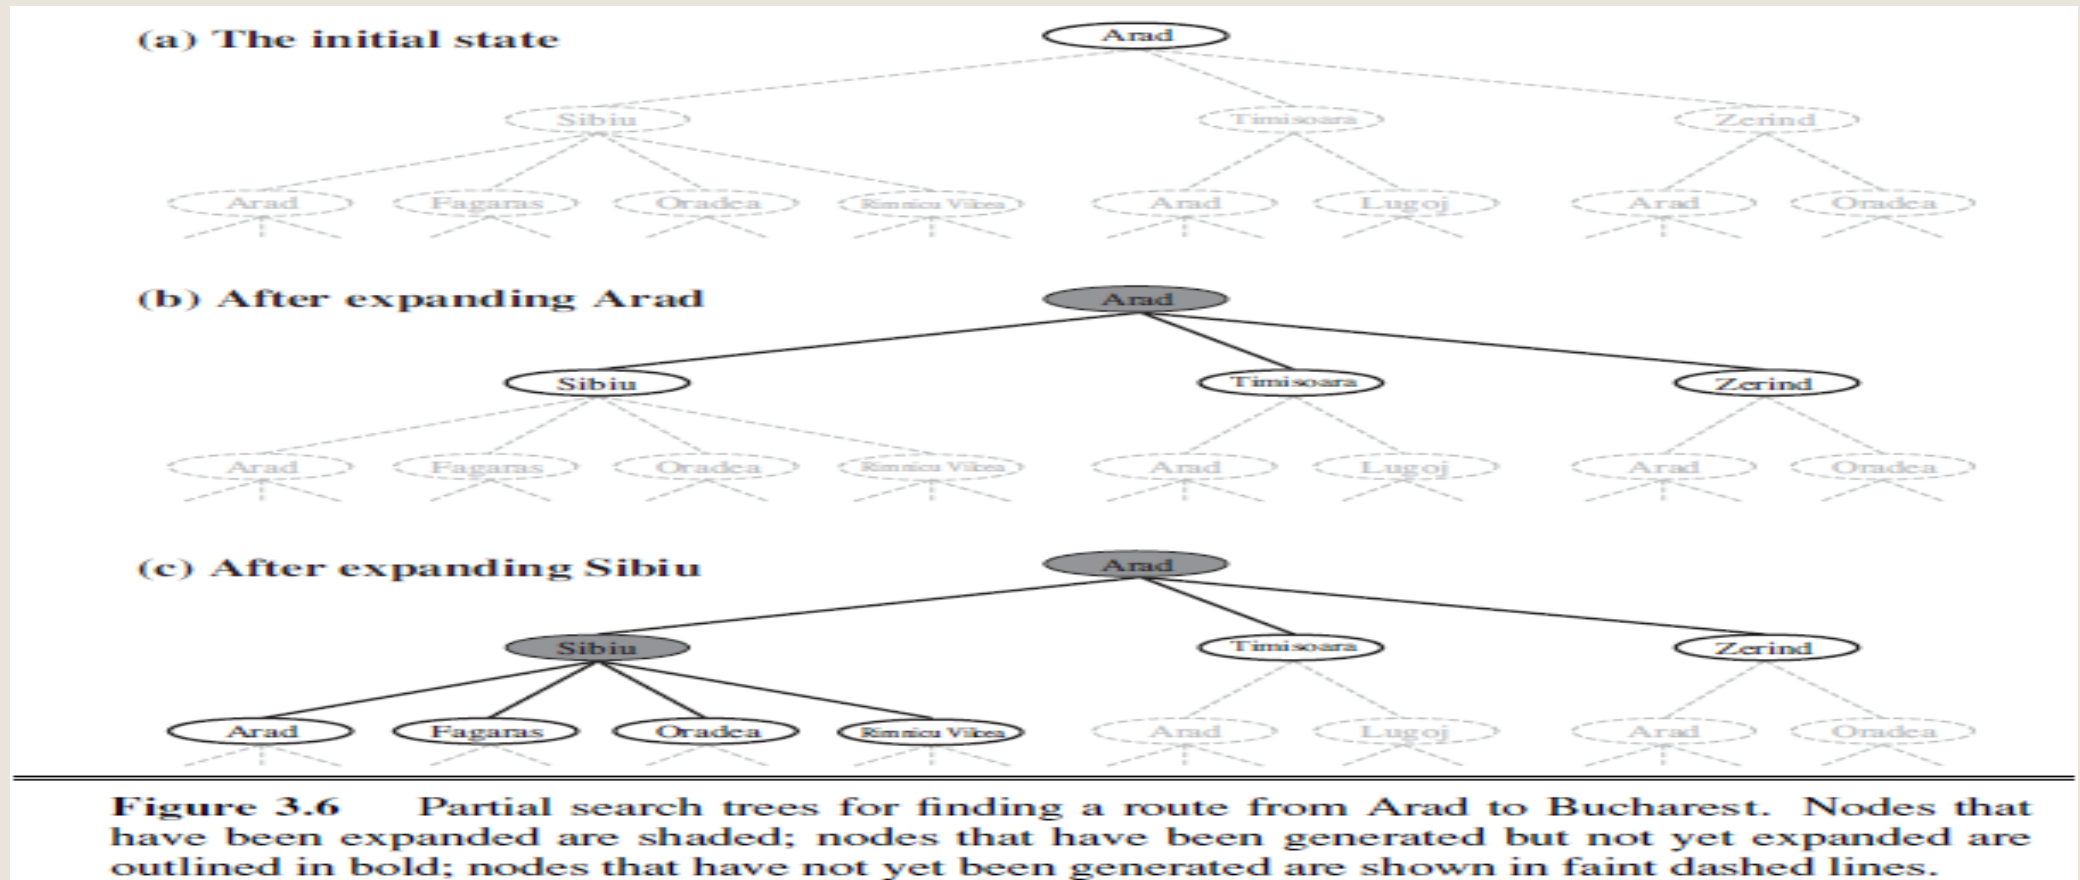 (a) The initial state
Arad
Sibiu Timisoara Zerind
Arad Fagaras Oradea Rimnicu Vilcea Arad Lugoj Arad Oradea
(b) After expanding Arad
Arad
Sibiu Timisoara Zerind
Arad Fagaras Oradea Rimnicu Vilcea Arad Lugoj Arad Oradea
(c) After expanding Sibiu
Arad
Sibiu Timisoara Zerind
Arad Fagaras Oradea Rimnicu Vilcea Arad Lugoj Arad Oradea
Figure 3.6 Partial search trees for finding a route from Arad to Bucharest. Nodes that
have been expanded are shaded; nodes that have been generated but not yet expanded are
outlined in bold; nodes that have not yet been generated are shown in faint dashed lines.